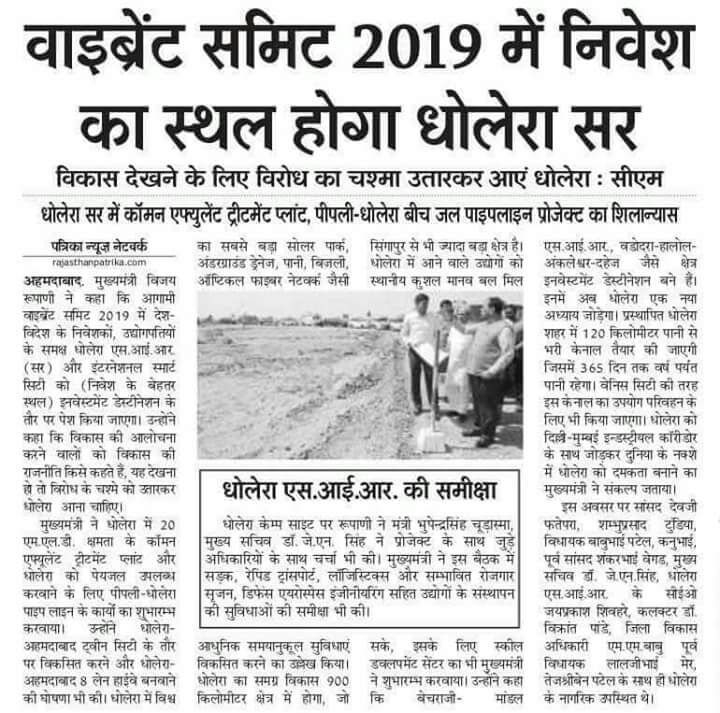 वाइब्रेंट समिट 2019 में निवेश
का स्थल होगा धोलेरा सर
विकास देखने के लिए विरोध का चश्मा उतारकर आएं धोलेरा : सीएम
धोलेरा सर में कॉमन एफ्युलेंट ट्रीटमेंट प्लांट, पीपली-धोलेरा बीच जल पाइपलाइन प्रोजेक्ट का शिलान्यास
पत्रिका न्यूज़ नेटवर्क
rajasthanpatrika.com
अहमदाबाद. मुख्यमंत्री विजय
रूपाणी ने कहा कि आगामी
वाइब्रेंट समिट 2019 में देश-
विदेश के निवेशकों, उद्योगपतियों
के समक्ष धोलेरा एस.आई.आर.
(सर) और इंटरनेशनल स्मार्ट
सिटी को (निवेश के बेहतर
स्थल) इन्वेस्टमेंट डेस्टीनेशन के
तौर पर पेश किया जाएगा। उन्होंने
कहा कि विकास की आलोचना
करने वालों को विकास की
राजनीति किसे कहते हैं, यह देखना
हो तो विरोध के चश्मे को उतारकर
धोलेरा आना चाहिए।
मुख्यमंत्री ने धोलेरा में 20
एम.एल.डी. क्षमता के कॉमन
एफ्युलेंट ट्रीटमेंट प्लांट और
धोलेरा को पेयजल उपलब्ध
करवाने के लिए पीपली-धोलेरा
पाइप लाइन के कार्यों का शुभारम्भ
करवाया। उन्होंने धोलेरा-
अहमदाबाद ट्वीन सिटी के तौर
पर विकसित करने और धोलेरा-
अहमदाबाद 8 लेन हाईवे बनवाने
की घोषणा भी की। धोलेरा में विश्व
का सबसे बड़ा सोलर पार्क,
अंडरग्राउंड ड्रेनेज, पानी, बिजली,
ऑप्टिकल फाइबर नेटवर्क जैसी
आधुनिक समयानुकूल सुविधाएं
विकसित करने का उल्लेख किया।
धोलेरा का समग्र विकास 900
किलोमीटर क्षेत्र में होगा, जो
सिंगापुर से भी ज्यादा बड़ा क्षेत्र है।
धोलेरा में आने वाले उद्योगों को
स्थानीय कुशल मानव बल मिल
सके, इसके लिए स्कील
डवलपमेंट सेंटर का भी मुख्यमंत्री
ने शुभारम्भ करवाया। उन्होंने कहा
कि बेचराजी- मांडल
एस.आई.आर., वडोदरा-हालोल-
अंकलेश्वर-दहेज जैसे क्षेत्र
इनवेस्टमेंट डेस्टीनेशन बने हैं।
इनमें अब धोलेरा एक नया
अध्याय जोड़ेगा। प्रस्थापित धोलेरा
शहर में 120 किलोमीटर पानी से
भरी केनाल तैयार की जाएगी
जिसमें 365 दिन तक वर्ष पर्यंत
पानी रहेगा। वेनिस सिटी की तरह
इस केनाल का उपयोग परिवहन के
लिए भी किया जाएगा। धोलेरा को
दिल्ली-मुम्बई इन्डस्ट्रीयल कॉरीडोर
के साथ जोड़कर दुनिया के नक्शे
में धोलेरा को दमकता बनाने का
मुख्यमंत्री ने संकल्प जताया।
इस अवसर पर सांसद देवजी
फतेपरा, शम्भुप्रसाद टुंडिया,
विधायक बाबुभाई पटेल, कनुभाई,
पूर्व सांसद शंकरभाई वेगड, मुख्य
सचिव डॉ. जे.एन.सिंह, धोलेरा
एस.आई.आर. के सीईओ
जयप्रकाश शिवहरे, कलक्टर डॉ.
विक्रांत पांडे, जिला विकास
अधिकारी एम.एम.बाबु पूर्व
विधायक लालजीभाई मेर,
तेजश्रीबेन पटेल के साथ ही धोलेरा
के नागरिक उपस्थित थे।
धोलेरा एस.आई.आर. की समीक्षा
धोलेरा केम्प साइट पर रूपाणी ने मंत्री भुपेन्द्रसिंह चूडास्मा,
मुख्य सचिव डॉ. जे.एन. सिंह ने प्रोजेक्ट के साथ जुड़े
अधिकारियों के साथ चर्चा भी की। मुख्यमंत्री ने इस बैठक में
सड़क, रेपिड ट्रांसपोर्ट, लॉजिस्टिक्स और सम्भावित रोजगार
सृजन, डिफेंस एयरोस्पेस इंजीनीयरिंग सहित उद्योगों के संस्थापन
की सुविधाओं की समीक्षा भी की।